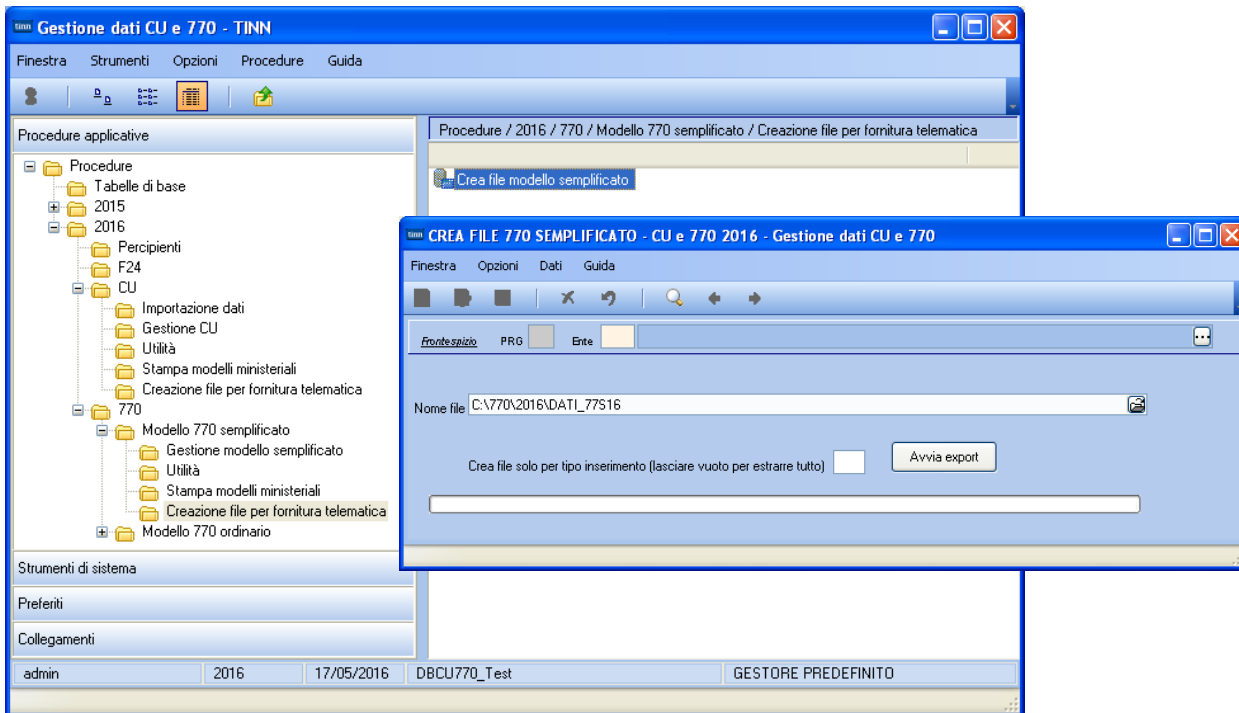 tinn Gestione dati CU e 770 - TINN
Finestra Strumenti Opzioni Procedure Guida
Procedure applicative
Procedure
Tabelle di base
2015
2016
Percipienti
F24
CU
Importazione dati
Gestione CU
Utilità
Stampa modelli ministeriali
Creazione file per fornitura telematica
770
Modello 770 semplificato
Gestione modello semplificato
Utilità
Stampa modelli ministeriali
Creazione file per fornitura telematica
Modello 770 ordinario
Strumenti di sistema
Preferiti
Collegamenti
Procedure / 2016 / 770 / Modello 770 semplificato / Creazione file per fornitura telematica
Crea file modello semplificato
tinn CREA FILE 770 SEMPLIFICATO - CU e 770 2016 - Gestione dati CU e 770
Finestra Opzioni Dati Guida
Frontespizio PRG Ente ...
Nome file C:\770\2016\DATI_77S16
Crea file solo per tipo inserimento (lasciare vuoto per estrarre tutto) Avvia export
admin 2016 17/05/2016 DBCU770_Test GESTORE PREDEFINITO